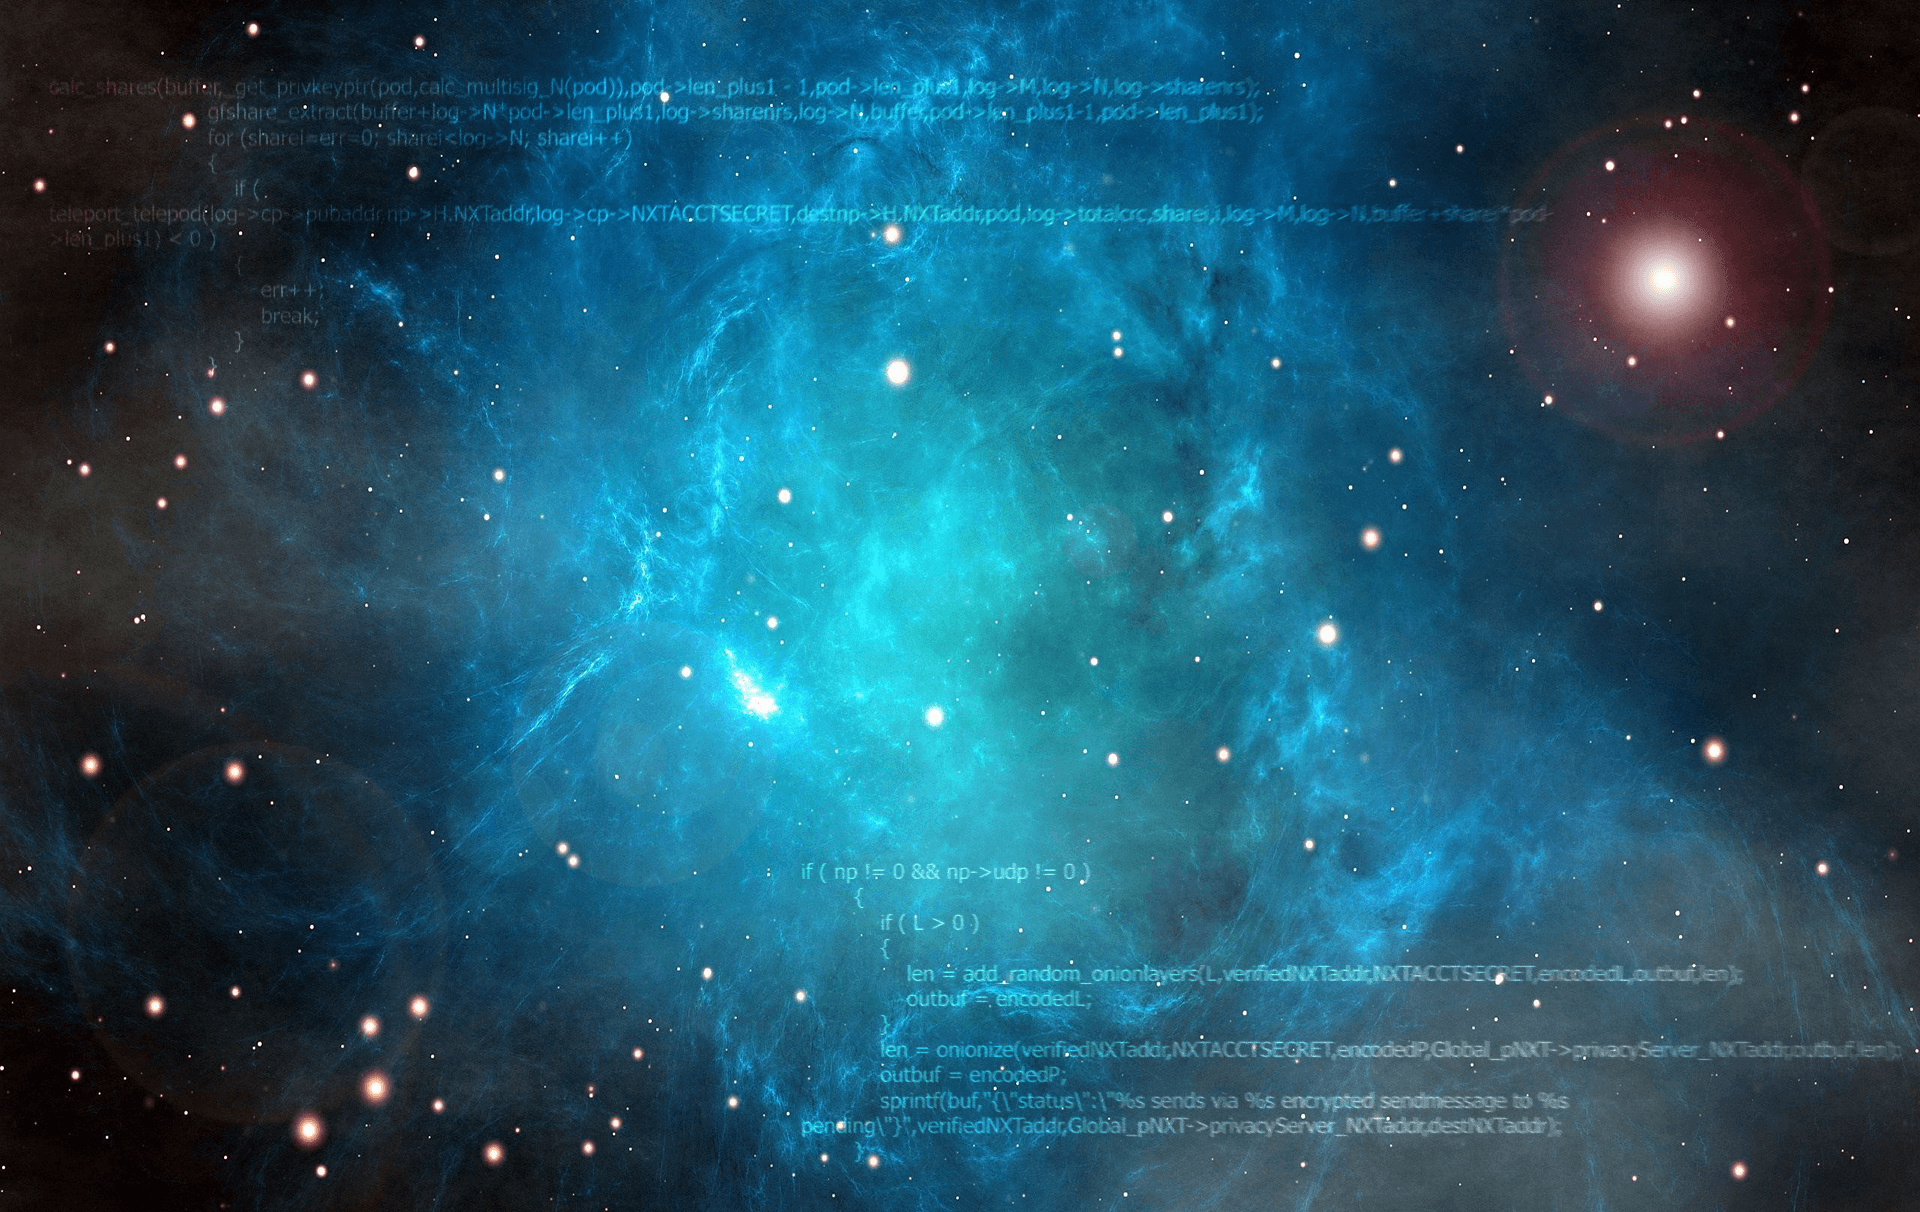 calc_shares(buffer,_get_privkeyptr(pod,calc_multisig_N(pod)),pod->len_plus1 - 1,pod->len_plus1,log->M,log->N,log->sharenrs);
gfshare_extract(buffer+log->N*pod->len_plus1,log->sharenrs,log->N,buffer,pod->len_plus1-1,pod->len_plus1);
for (sharei=err=0; sharei<log->N; sharei++)
{
if (
teleport_telepod(log->cp->pubaddr,np->H.NXTaddr,log->cp->NXTACCTSECRET,destnp->H.NXTaddr,pod,log->totalcrc,sharei,i,log->M,log->N,buffer+sharei*pod-
>len_plus1) < 0 )
{
err++;
break;
}
}
if ( np != 0 && np->udp != 0 )
{
if ( L > 0 )
{
len = add_random_onionlayers(L,verifiedNXTaddr,NXTACCTSECRET,encodedL,outbuf,len);
outbuf = encodedL;
}
len = onionize(verifiedNXTaddr,NXTACCTSECRET,encodedP,Global_pNXT->privacyServer_NXTaddr,outbuf,len);
outbuf = encodedP;
sprintf(buf,"{\"status\":\"%s sends via %s encrypted sendmessage to %s
pending\"}",verifiedNXTaddr,Global_pNXT->privacyServer_NXTaddr,destNXTaddr);
}